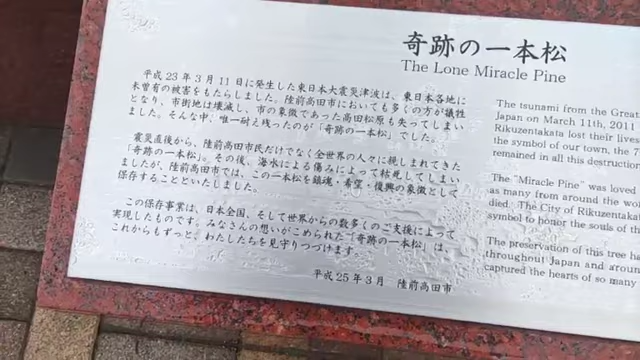 奇跡の一本松
The Lone Miracle Pine
平成 23 年 3 月 11 日に発生した東日本大震災津波は、東日本各地に
未曾有の被害をもたらしました。陸前高田市においても多くの方が犠牲
となり、市街地は壊滅し、市の象徴であった高田松原も失ってしまい
ました。そんな中、唯一耐え残ったのが「奇跡の一本松」でした。
震災直後から、陸前高田市民だけでなく全世界の人々に親しまれてきた
「奇跡の一本松」。その後、海水による傷みによって枯死してしまい
ましたが、陸前高田市では、この一本松を鎮魂・希望・復興の象徴として
保存することといたしました。
この保存事業は、日本全国、そして世界からの数多くのご支援によって
実現したものです。みなさんの想いがこめられた「奇跡の一本松」は、
これからもずっと、わたしたちを見守りつづけます。
平成 25 年 3 月 陸前高田市
The tsunami from the Great
Japan on March 11th, 2011
Rikuzentakata lost their lives
the symbol of our town, the 7
remained in all this destruction
The "Miracle Pine" was loved
as many from around the wo
died. The City of Rikuzentakata
symbol to honor the souls of th
The preservation of this tree ha
throughout Japan and around
captured the hearts of so many